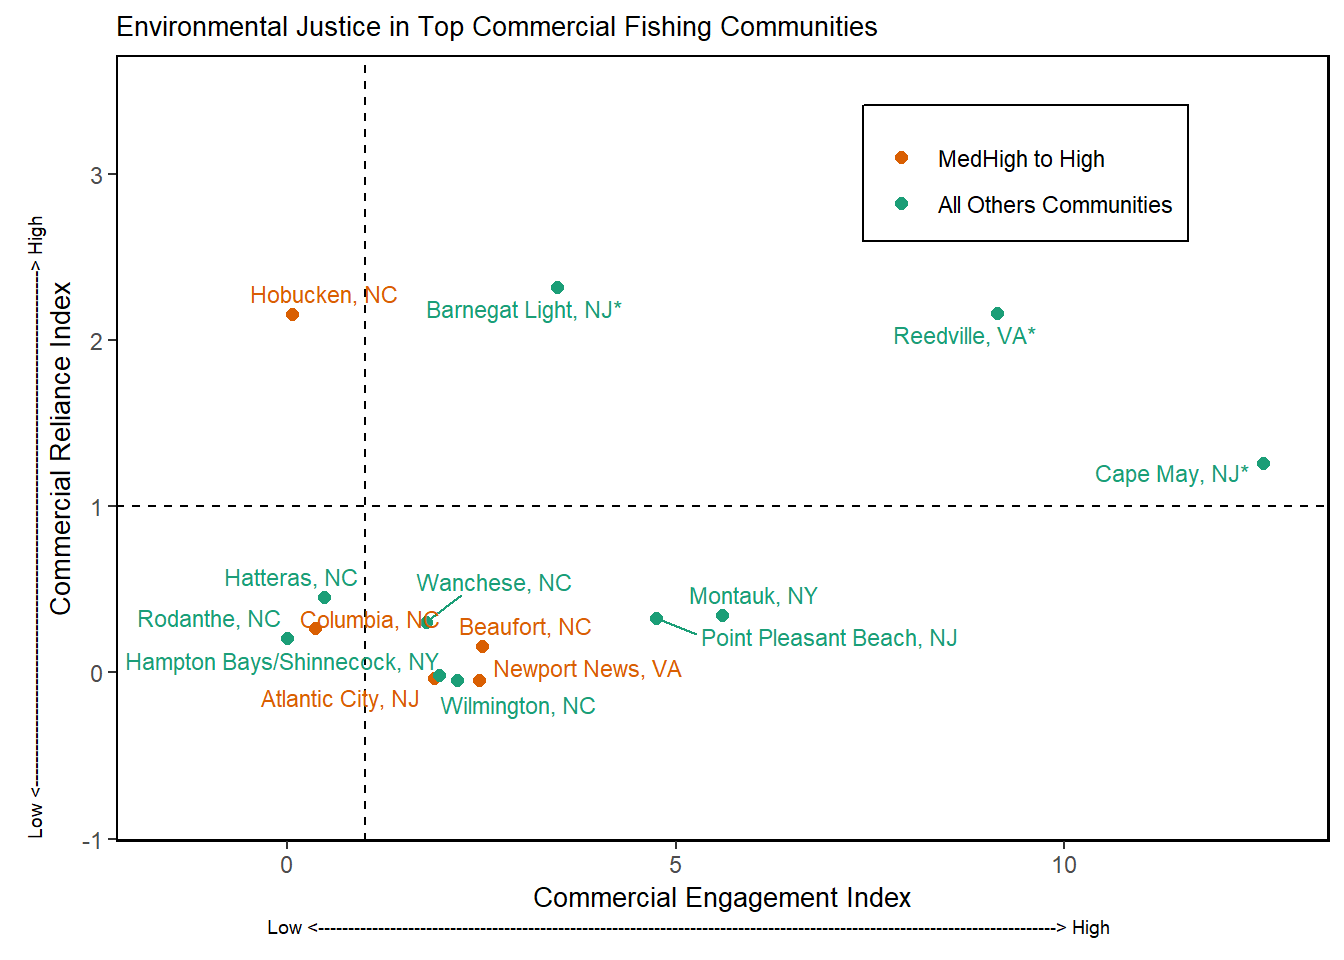 Environmental Justice in Top Commercial Fishing Communities
MedHigh to High
All Others Communities
3
2
1
0
-1
Low <--------------------------------------------------------------> High
Commercial Reliance Index
Hobucken, NC
Barnegat Light, NJ*
Reedville, VA*
Cape May, NJ*
Hatteras, NC
Wanchese, NC
Montauk, NY
Rodanthe, NC
Columbia, NC
Beaufort, NC
Point Pleasant Beach, NJ
Hampton Bays/Shinnecock, NY
Newport News, VA
Atlantic City, NJ
Wilmington, NC
0
5
10
Commercial Engagement Index
Low <--------------------------------------------------------------> High